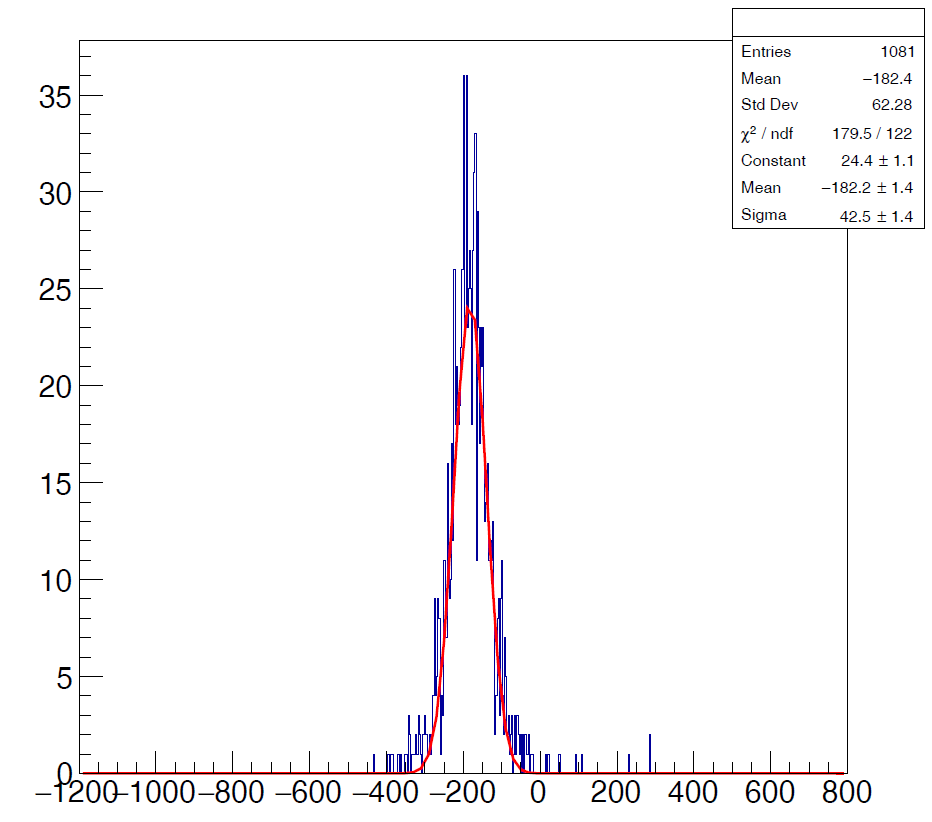 Entries 1081
Mean −182.4
Std Dev 62.28
χ² / ndf 179.5 / 122
Constant 24.4 ± 1.1
Mean −182.2 ± 1.4
Sigma 42.5 ± 1.4
35
30
25
20
15
10
5
0
−1200 −1000 −800 −600 −400 −200 0 200 400 600 800